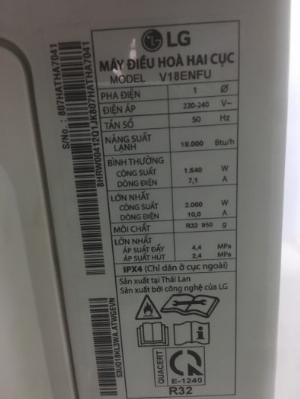 LG
MÁY ĐIỀU HOÀ HAI CỤC
MODEL V18ENFU
PHA ĐIỆN 1 Ø
ĐIỆN ÁP 220-240 V~
TẦN SỐ 50 Hz
NĂNG SUẤT LẠNH 18.000 Btu/h
BÌNH THƯỜNG
CÔNG SUẤT 1.540 W
DÒNG ĐIỆN 7,1 A
LỚN NHẤT
CÔNG SUẤT 2.000 W
DÒNG ĐIỆN 10,0 A
MÔI CHẤT R32 950 g
LỚN NHẤT
ÁP SUẤT ĐẨY 4,4 MPa
ÁP SUẤT HÚT 2,4 MPa
IPX4 (Chỉ dẫn ở cục ngoài)
Sản xuất tại Thái Lan
Sản xuất bởi công nghệ của LG
QUACERT
E-1240
R32
S/No. : 807HATHA7041